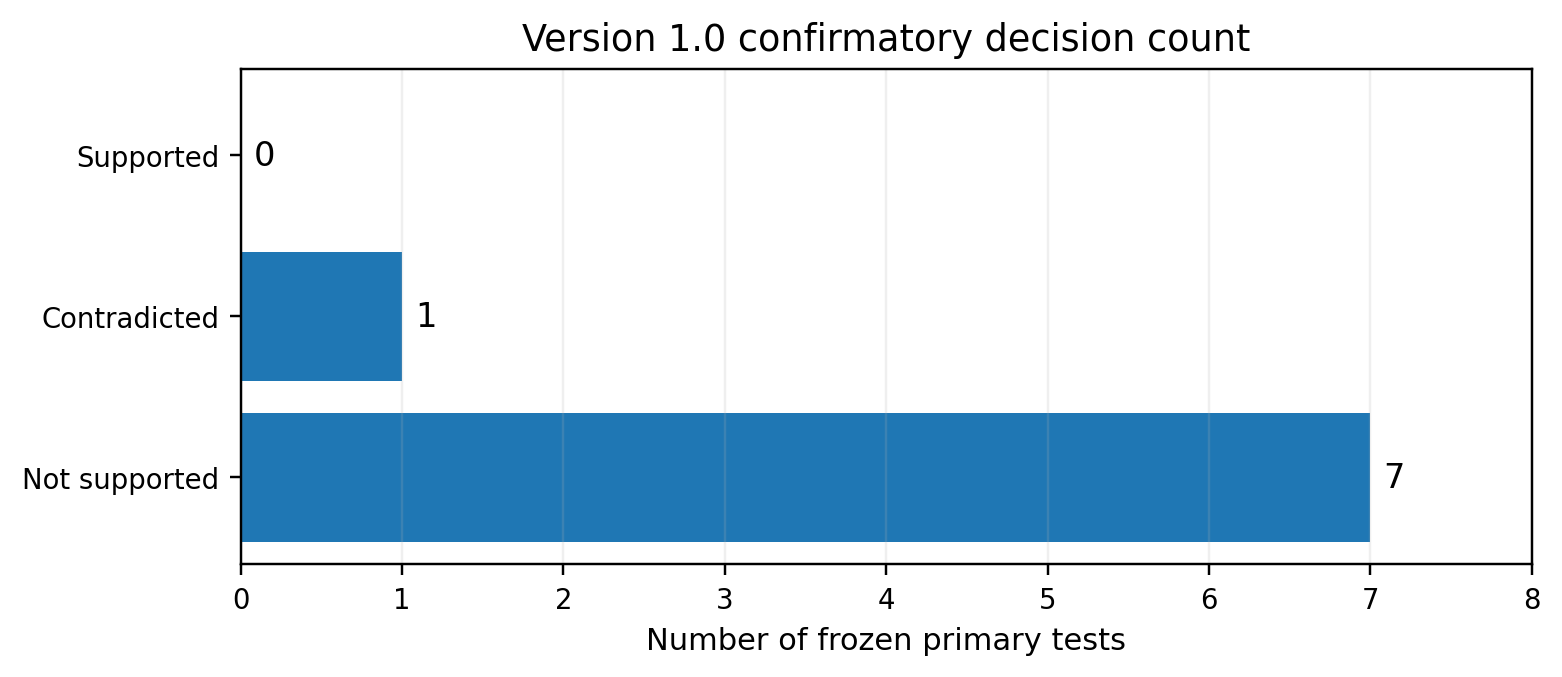 Version 1.0 confirmatory decision count
Supported
0
Contradicted
1
Not supported
7
0 1 2 3 4 5 6 7 8
Number of frozen primary tests